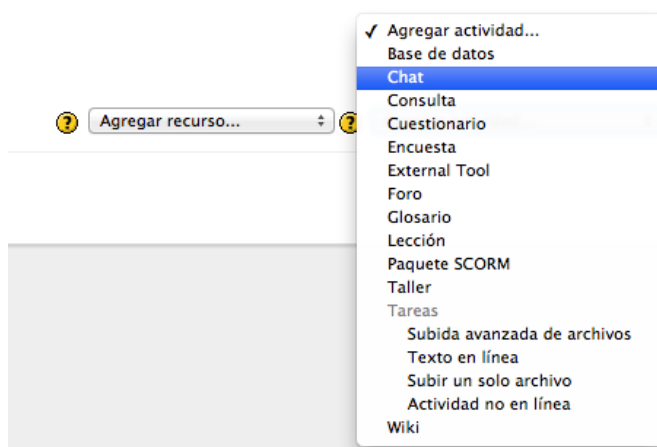 ✓ Agregar actividad...
Base de datos
Chat
Consulta
? Agregar recurso... ?
Cuestionario
Encuesta
External Tool
Foro
Glosario
Lección
Paquete SCORM
Taller
Tareas
Subida avanzada de archivos
Texto en línea
Subir un solo archivo
Actividad no en línea
Wiki